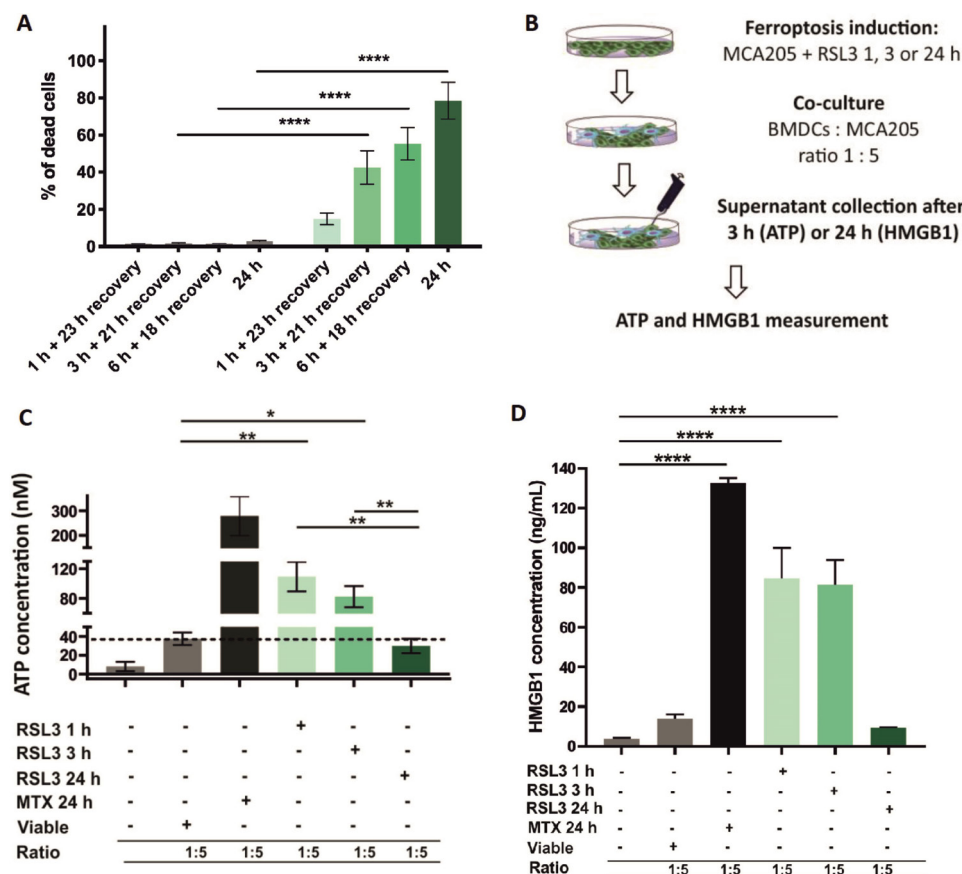 A
% of dead cells
100
80
60
40
20
0
****
****
****
1 h + 23 h recovery
3 h + 21 h recovery
6 h + 18 h recovery
24 h
1 h + 23 h recovery
3 h + 21 h recovery
6 h + 18 h recovery
24 h
B
Ferroptosis induction:
MCA205 + RSL3 1, 3 or 24 h
Co-culture
BMDCs : MCA205
ratio 1 : 5
Supernatant collection after
3 h (ATP) or 24 h (HMGB1)
ATP and HMGB1 measurement
C
ATP concentration (nM)
300
200
120
80
40
20
0
*
**
**
**
RSL3 1 h - - - + - -
RSL3 3 h - - - - + -
RSL3 24 h - - - - - +
MTX 24 h - - + - - -
Viable - + - - - -
Ratio 1:5 1:5 1:5 1:5 1:5
D
HMGB1 concentration (ng/mL)
140
120
100
80
60
40
20
0
****
****
****
RSL3 1 h - - - + - -
RSL3 3 h - - - - + -
RSL3 24 h - - - - - +
MTX 24 h - - + - - -
Viable - + - - - -
Ratio 1:5 1:5 1:5 1:5 1:5